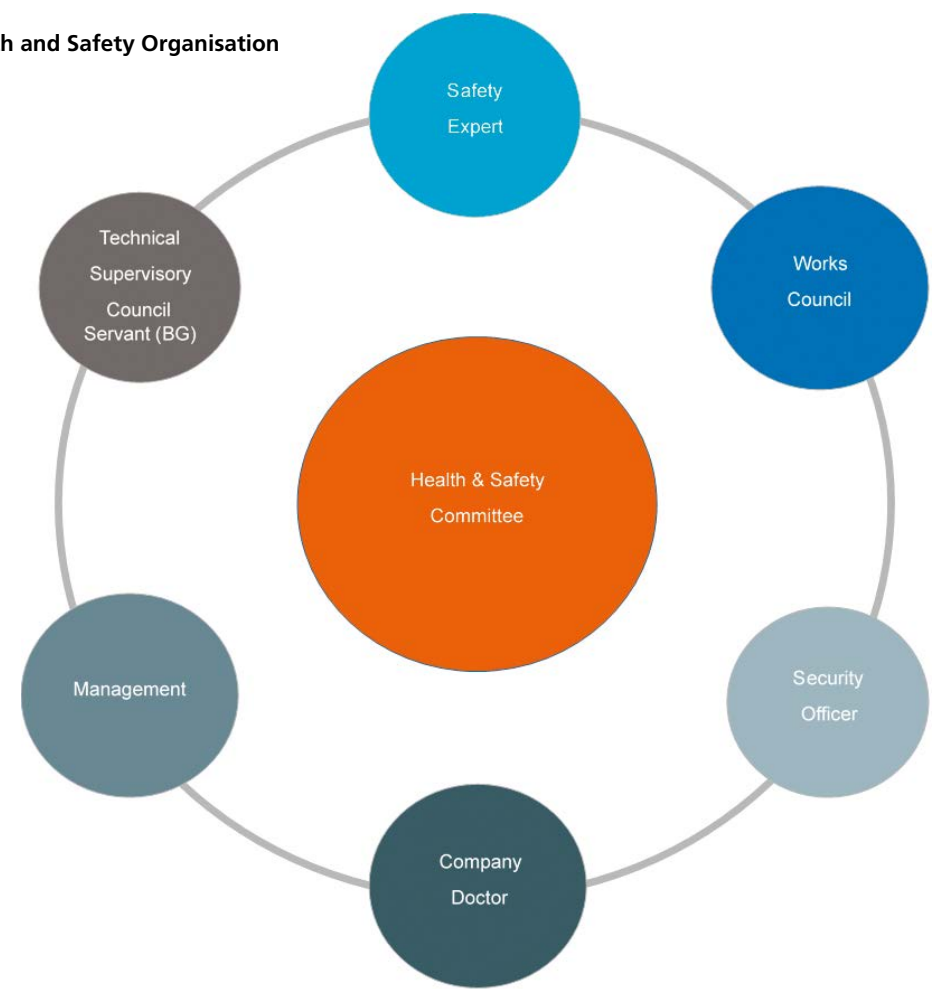 h and Safety Organisation
Safety
Expert
Technical
Supervisory
Council
Servant (BG)
Works
Council
Health & Safety
Committee
Management
Security
Officer
Company
Doctor